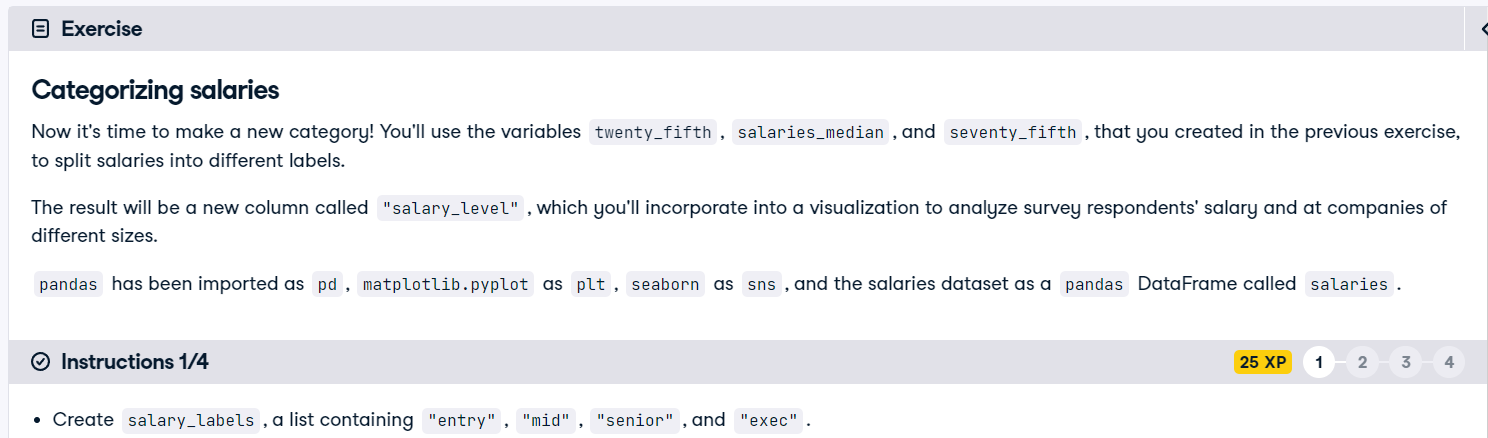 Exercise
Categorizing salaries
Now it's time to make a new category! You'll use the variables twenty_fifth , salaries_median , and seventy_fifth , that you created in the previous exercise,
to split salaries into different labels.
The result will be a new column called "salary_level" , which you'll incorporate into a visualization to analyze survey respondents' salary and at companies of
different sizes.
pandas has been imported as pd , matplotlib.pyplot as plt , seaborn as sns , and the salaries dataset as a pandas DataFrame called salaries .
Instructions 1/4 25 XP 1 2 3 4
• Create salary_labels , a list containing "entry" , "mid" , "senior" , and "exec" .